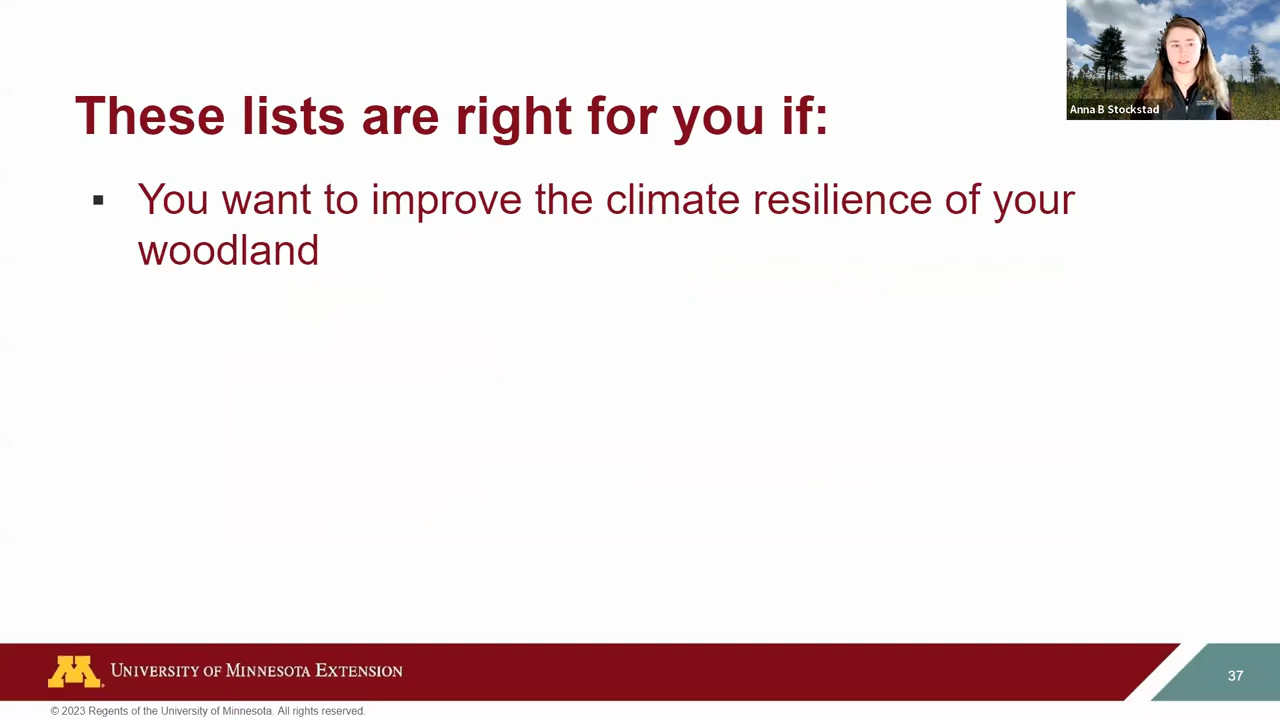 Anna B Stockstad
These lists are right for you if:
▪ You want to improve the climate resilience of your
woodland
UNIVERSITY OF MINNESOTA EXTENSION
37
© 2023 Regents of the University of Minnesota. All rights reserved.